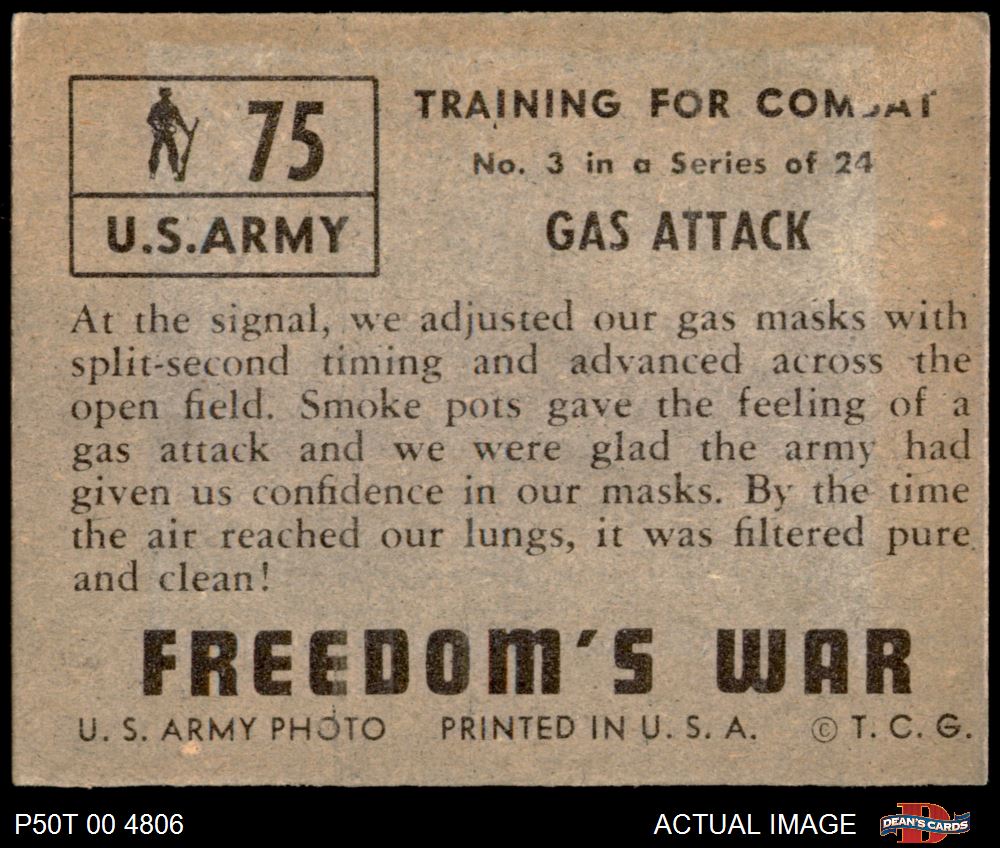 75
U.S.ARMY
TRAINING FOR COMBAT
No. 3 in a Series of 24
GAS ATTACK
At the signal, we adjusted our gas masks with
split-second timing and advanced across the
open field. Smoke pots gave the feeling of a
gas attack and we were glad the army had
given us confidence in our masks. By the time
the air reached our lungs, it was filtered pure
and clean!
FREEDOM'S WAR
U. S. ARMY PHOTO PRINTED IN U. S. A. © T. C. G.
P50T 00 4806
ACTUAL IMAGE
DEAN'S CARDS